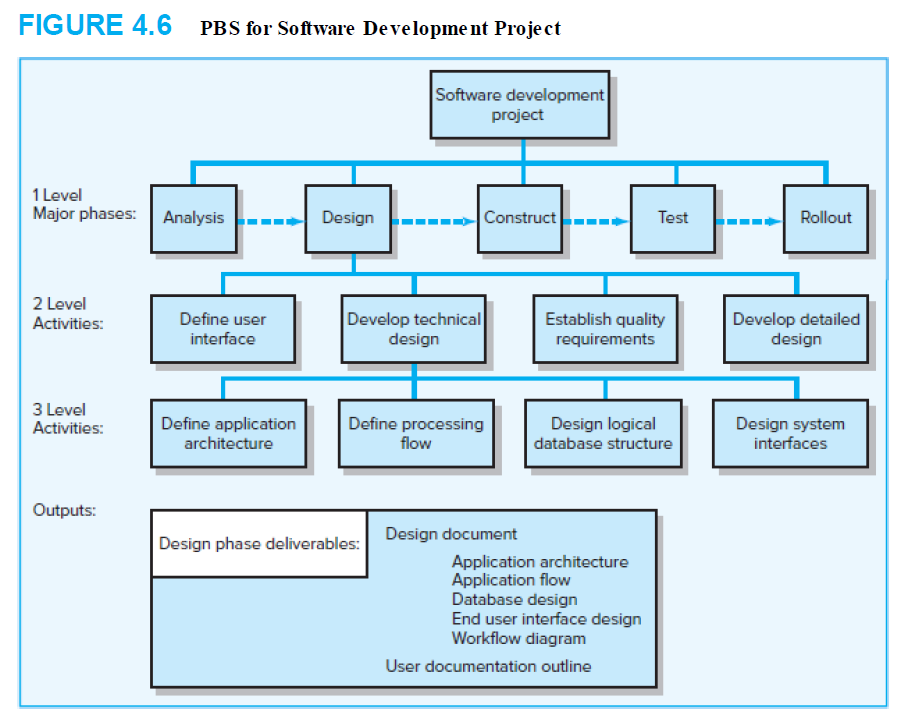 FIGURE 4.6 PBS for Software Development Project
Software development
project
1 Level
Major phases:
Analysis
Design
Construct
Test
Rollout
2 Level
Activities:
Define user
interface
Develop technical
design
Establish quality
requirements
Develop detailed
design
3 Level
Activities:
Define application
architecture
Define processing
flow
Design logical
database structure
Design system
interfaces
Outputs:
Design phase deliverables:
Design document
Application architecture
Application flow
Database design
End user interface design
Workflow diagram
User documentation outline